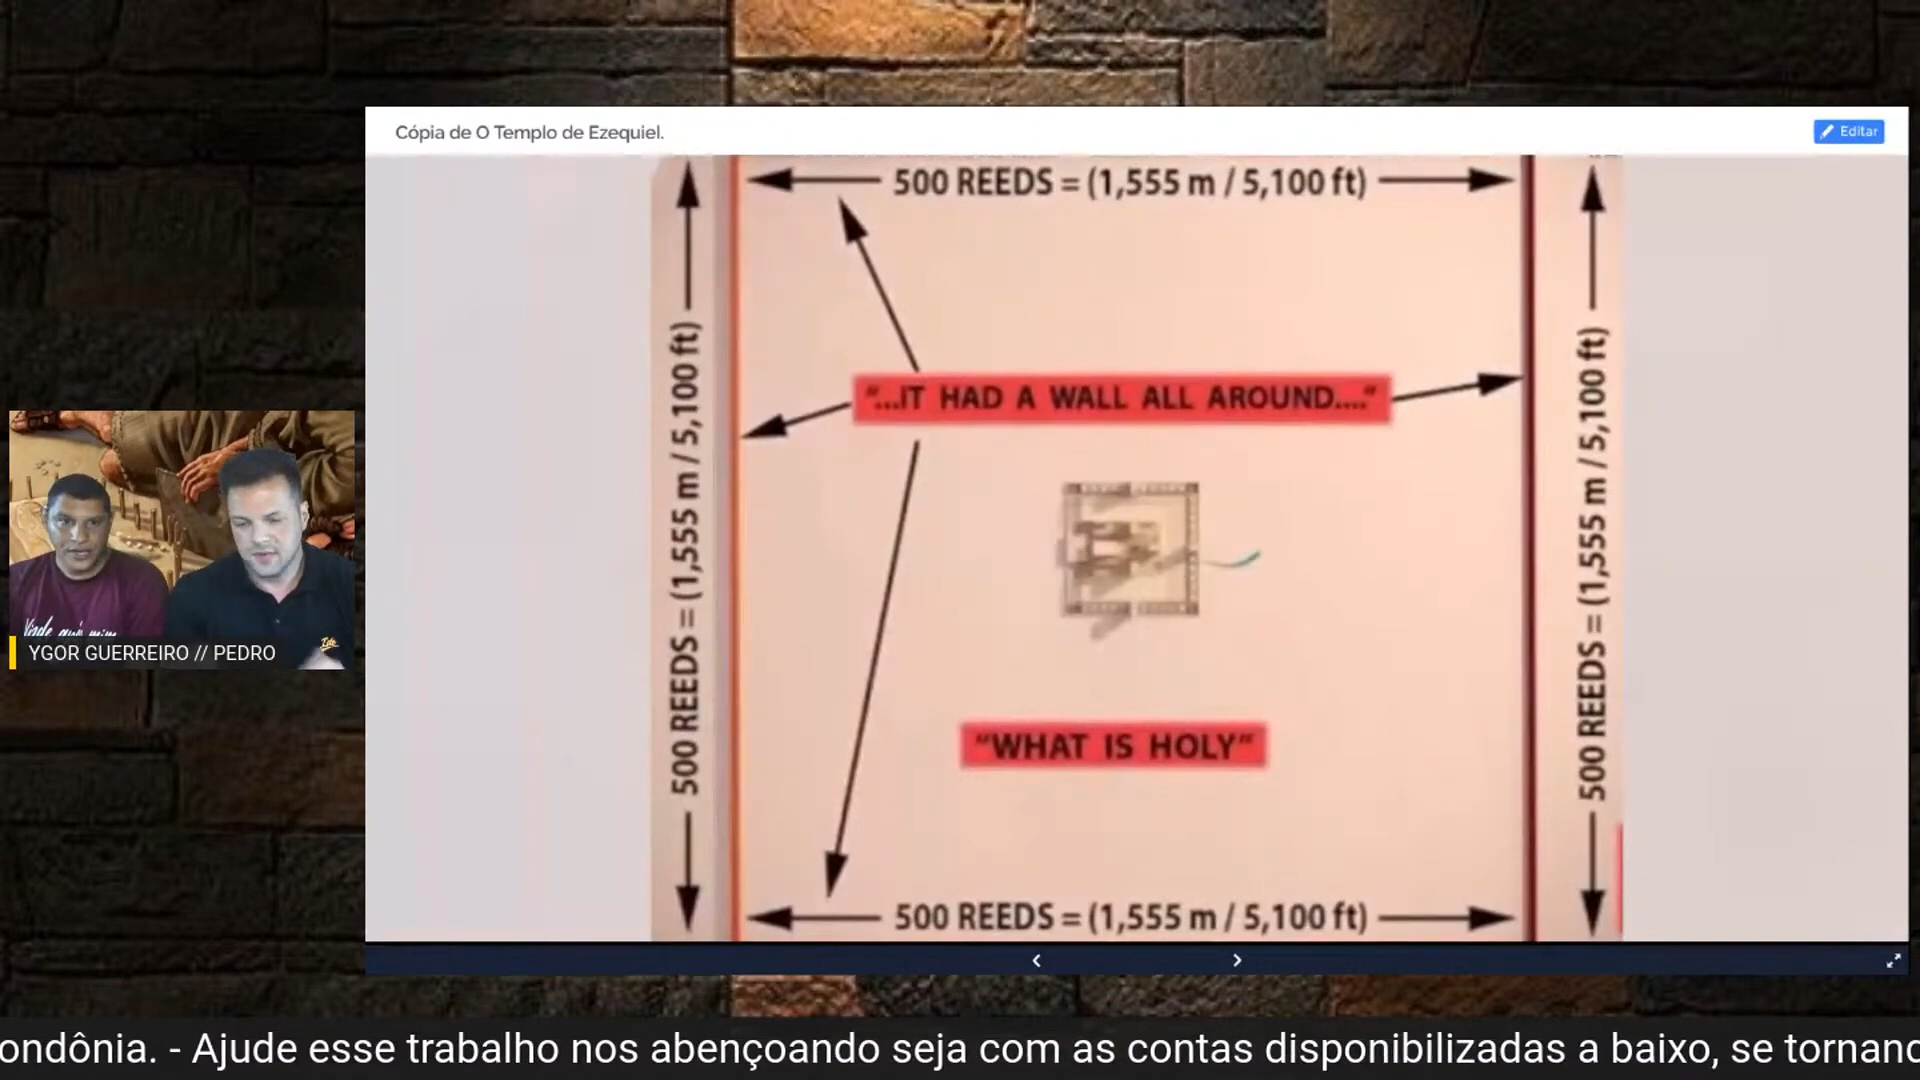 Cópia de O Templo de Ezequiel.
Editar
500 REEDS = (1,555 m / 5,100 ft)
500 REEDS = (1,555 m / 5,100 ft)
500 REEDS = (1,555 m / 5,100 ft)
"...IT HAD A WALL ALL AROUND...."
"WHAT IS HOLY"
500 REEDS = (1,555 m / 5,100 ft)
YGOR GUERREIRO // PEDRO
ondônia. - Ajude esse trabalho nos abençoando seja com as contas disponibilizadas a baixo, se tornand